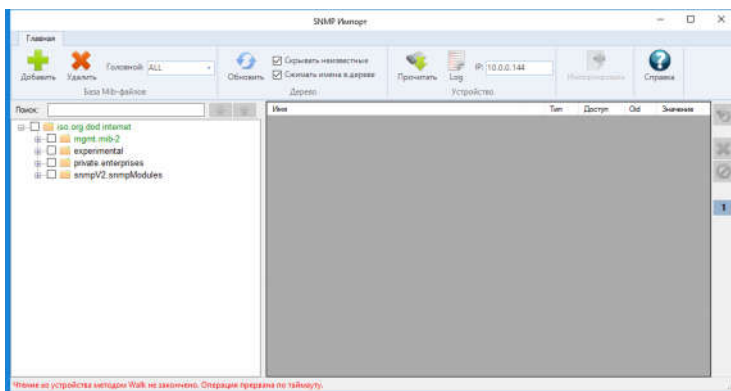 SNMP Импорт
Главная
Добавить
Удалить
Головной: ALL
База Mib-файлов
Обновить
Скрывать неизвестные
Сжимать имена в дереве
Дерево
Прочитать
Log
IP: 10.0.0.144
Устройство
Импортировать
Справка
Поиск:
Имя Тип Доступ Oid Значение
iso.org.dod.internet
mgmt.mib-2
experimental
private.enterprises
snmpV2.snmpModules
1
Чтение из устройства методом Walk не закончено. Операция прервана по таймауту.